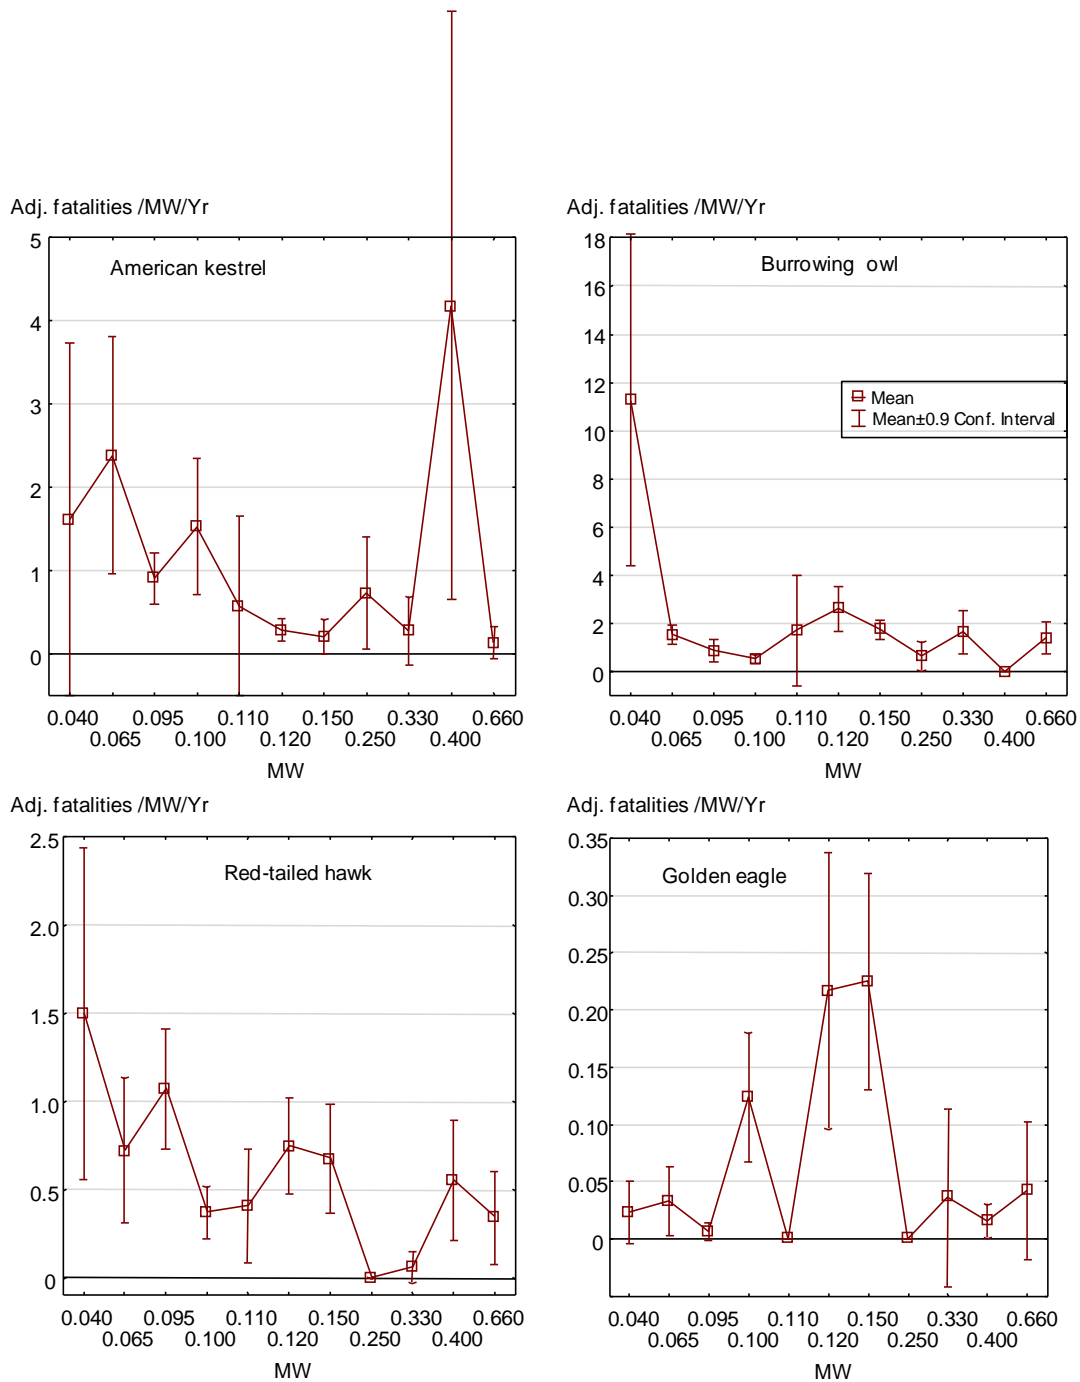 Adj. fatalities /MW/Yr
American kestrel
5
4
3
2
1
0
0.040 0.095 0.110 0.150 0.330 0.660
0.065 0.100 0.120 0.250 0.400
MW
Adj. fatalities /MW/Yr
Burrowing owl
18
16
14
12
10
8
6
4
2
0
Mean
Mean±0.9 Conf. Interval
0.040 0.095 0.110 0.150 0.330 0.660
0.065 0.100 0.120 0.250 0.400
MW
Adj. fatalities /MW/Yr
Red-tailed hawk
2.5
2.0
1.5
1.0
0.5
0
0.040 0.095 0.110 0.150 0.330 0.660
0.065 0.100 0.120 0.250 0.400
MW
Adj. fatalities /MW/Yr
Golden eagle
0.35
0.30
0.25
0.20
0.15
0.10
0.05
0
0.040 0.095 0.110 0.150 0.330 0.660
0.065 0.100 0.120 0.250 0.400
MW